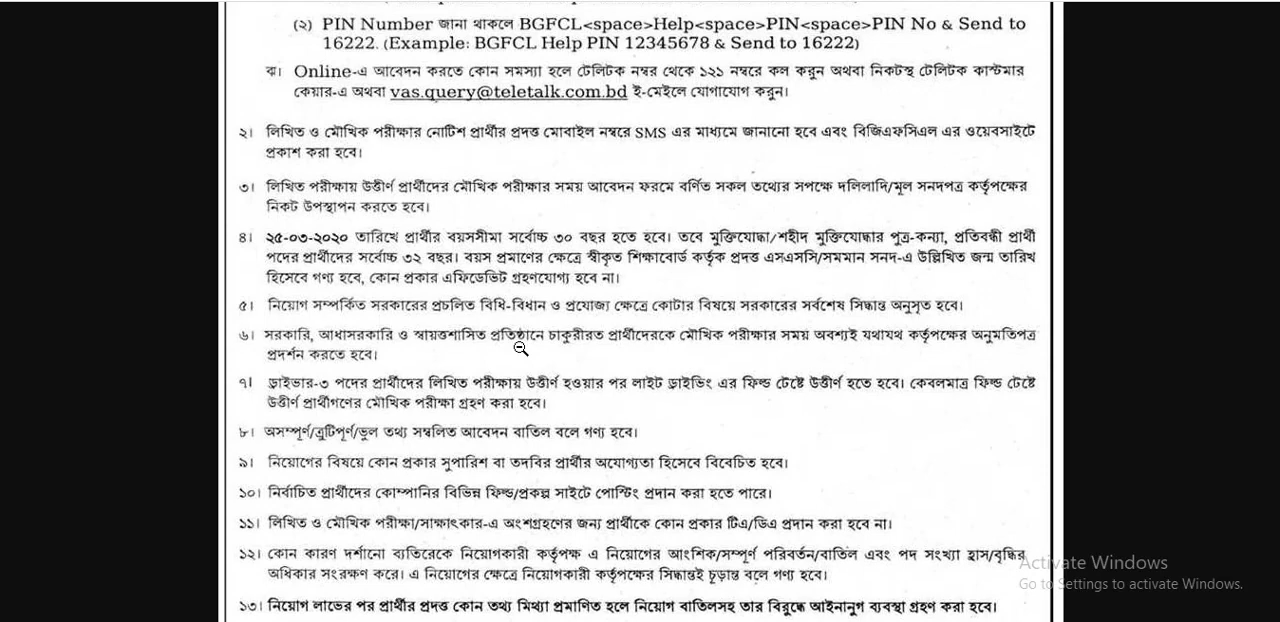 (২) PIN Number জানা থাকলে BGFCL<space>Help<space>PIN<space>PIN No & Send to
16222. (Example: BGFCL Help PIN 12345678 & Send to 16222)
ঝ। Online-এ আবেদন করতে কোন সমস্যা হলে টেলিটক নম্বর থেকে ১২১ নম্বরে কল করুন অথবা নিকটস্থ টেলিটক কাস্টমার
কেয়ার-এ অথবা vas.query@teletalk.com.bd ই-মেইলে যোগাযোগ করুন।
২। লিখিত ও মৌখিক পরীক্ষার নোটিশ প্রার্থীর প্রদত্ত মোবাইল নম্বরে SMS এর মাধ্যমে জানানো হবে এবং বিজিএফসিএল এর ওয়েবসাইটে
প্রকাশ করা হবে।
৩। লিখিত পরীক্ষায় উত্তীর্ণ প্রার্থীদের মৌখিক পরীক্ষার সময় আবেদন ফরমে বর্ণিত সকল তথ্যের সপক্ষে দলিলাদি/মূল সনদপত্র কর্তৃপক্ষের
নিকট উপস্থাপন করতে হবে।
৪। ২৫-০৩-২০২০ তারিখে প্রার্থীর বয়সসীমা সর্বোচ্চ ৩০ বছর হতে হবে। তবে মুক্তিযোদ্ধা/শহীদ মুক্তিযোদ্ধার পুত্র-কন্যা, প্রতিবন্ধী প্রার্থী
পদের প্রার্থীদের সর্বোচ্চ ৩২ বছর। বয়স প্রমাণের ক্ষেত্রে স্বীকৃত শিক্ষাবোর্ড কর্তৃক প্রদত্ত এসএসসি/সমমান সনদ-এ উল্লিখিত জন্ম তারিখ
হিসেবে গণ্য হবে, কোন প্রকার এফিডেভিট গ্রহণযোগ্য হবে না।
৫। নিয়োগ সম্পর্কিত সরকারের প্রচলিত বিধি-বিধান ও প্রযোজ্য ক্ষেত্রে কোটার বিষয়ে সরকারের সর্বশেষ সিদ্ধান্ত অনুসৃত হবে।
৬। সরকারি, আধাসরকারি ও স্বায়ত্তশাসিত প্রতিষ্ঠানে চাকুরীরত প্রার্থীদেরকে মৌখিক পরীক্ষার সময় অবশ্যই যথাযথ কর্তৃপক্ষের অনুমতিপত্র
প্রদর্শন করতে হবে।
৭। ড্রাইভার-৩ পদের প্রার্থীদের লিখিত পরীক্ষায় উত্তীর্ণ হওয়ার পর লাইট ড্রাইভিং এর ফিল্ড টেষ্টে উত্তীর্ণ হতে হবে। কেবলমাত্র ফিল্ড টেষ্টে
উত্তীর্ণ প্রার্থীগণের মৌখিক পরীক্ষা গ্রহণ করা হবে।
৮। অসম্পূর্ণ/ত্রুটিপূর্ণ/ভুল তথ্য সম্বলিত আবেদন বাতিল বলে গণ্য হবে।
৯। নিয়োগের বিষয়ে কোন প্রকার সুপারিশ বা তদবির প্রার্থীর অযোগ্যতা হিসেবে বিবেচিত হবে।
১০। নির্বাচিত প্রার্থীদের কোম্পানির বিভিন্ন ফিল্ড/প্রকল্প সাইটে পোস্টিং প্রদান করা হতে পারে।
১১। লিখিত ও মৌখিক পরীক্ষা/সাক্ষাৎকার-এ অংশগ্রহণের জন্য প্রার্থীকে কোন প্রকার টিএ/ডিএ প্রদান করা হবে না।
১২। কোন কারণ দর্শানো ব্যতিরেকে নিয়োগকারী কর্তৃপক্ষ এ নিয়োগের আংশিক/সম্পূর্ণ পরিবর্তন/বাতিল এবং পদ সংখ্যা হ্রাস/বৃদ্ধির
অধিকার সংরক্ষণ করে। এ নিয়োগের ক্ষেত্রে নিয়োগকারী কর্তৃপক্ষের সিদ্ধান্তই চূড়ান্ত বলে গণ্য হবে।
১৩। নিয়োগ লাভের পর প্রার্থীর প্রদত্ত কোন তথ্য মিথ্যা প্রমাণিত হলে নিয়োগ বাতিলসহ তার বিরুদ্ধে আইনানুগ ব্যবস্থা গ্রহণ করা হবে।
Activate Windows
Go to Settings to activate Windows.